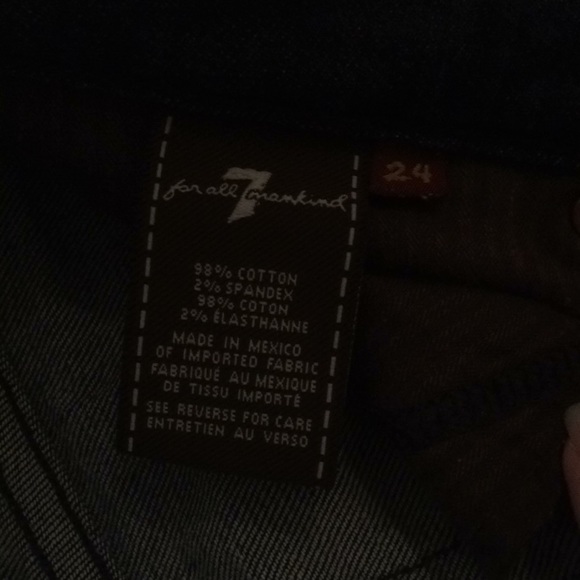 7
for all mankind
24
98% COTTON
2% SPANDEX
98% COTON
2% ÉLASTHANNE
MADE IN MEXICO
OF IMPORTED FABRIC
FABRIQUÉ AU MEXIQUE
DE TISSU IMPORTÉ
SEE REVERSE FOR CARE
ENTRETIEN AU VERSO